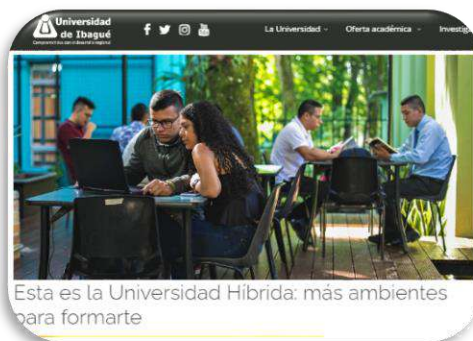 Universidad
de Ibagué
La Universidad
Oferta académica
Esta es la Universidad Híbrida: más ambientes
para formarte